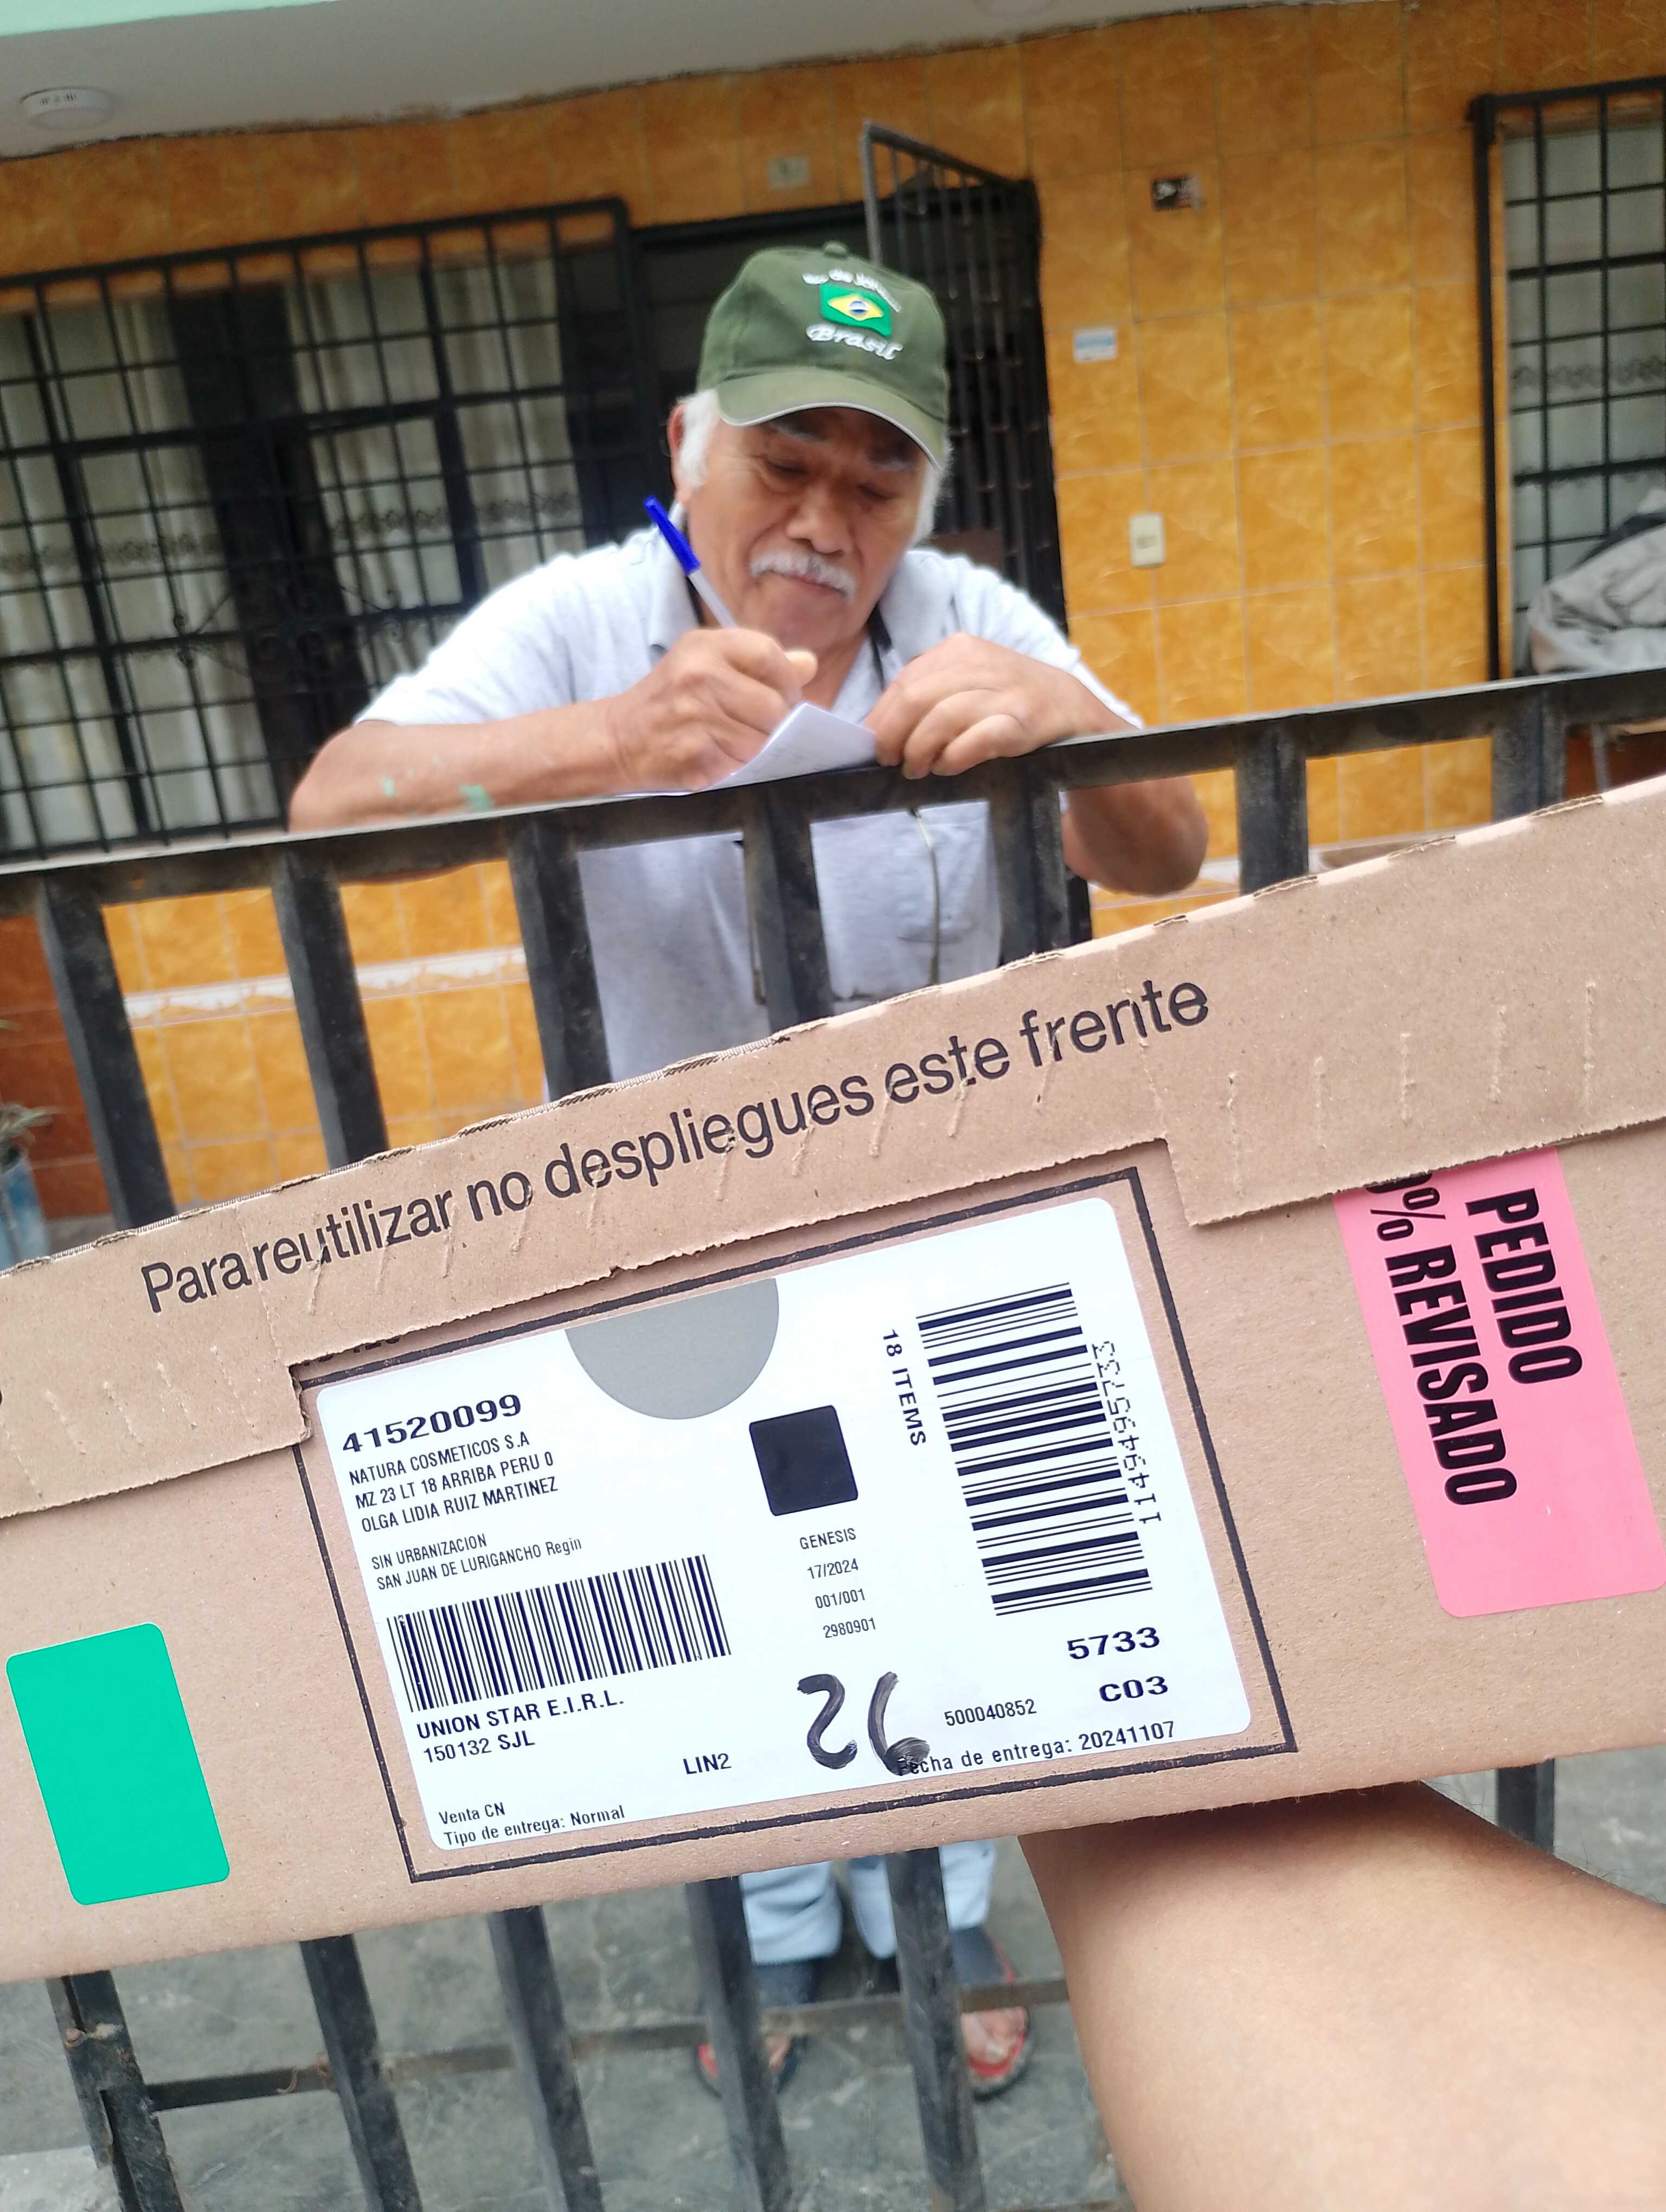 Brasil
Para reutilizar no despliegues este frente
PEDIDO
% REVISADO
41520099
NATURA COSMETICOS S.A
MZ 23 LT 18 ARRIBA PERU 0
OLGA LIDIA RUIZ MARTINEZ
SIN URBANIZACION
SAN JUAN DE LURIGANCHO Regin
UNION STAR E.I.R.L.
150132 SJL
LIN2
Venta CN
Tipo de entrega: Normal
GENESIS
17/2024
001/001
2980901
26
18 ITEMS
1149495733
5733
C03
500040852
Fecha de entrega: 20241107